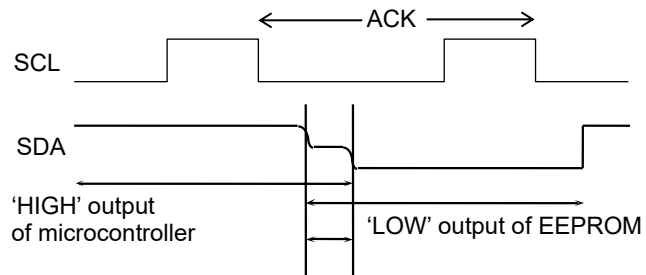 ACK
SCL
SDA
‘HIGH’ output
of microcontroller
‘LOW’ output of EEPROM